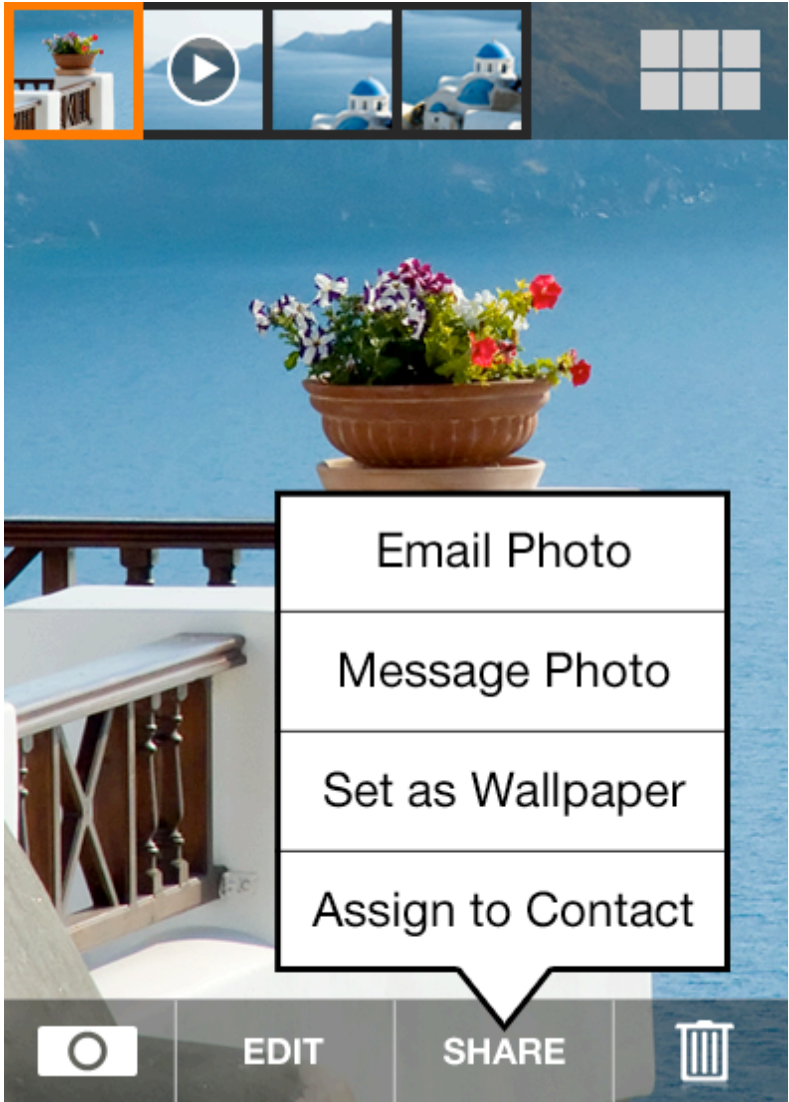 Email Photo
Message Photo
Set as Wallpaper
Assign to Contact
EDIT
SHARE